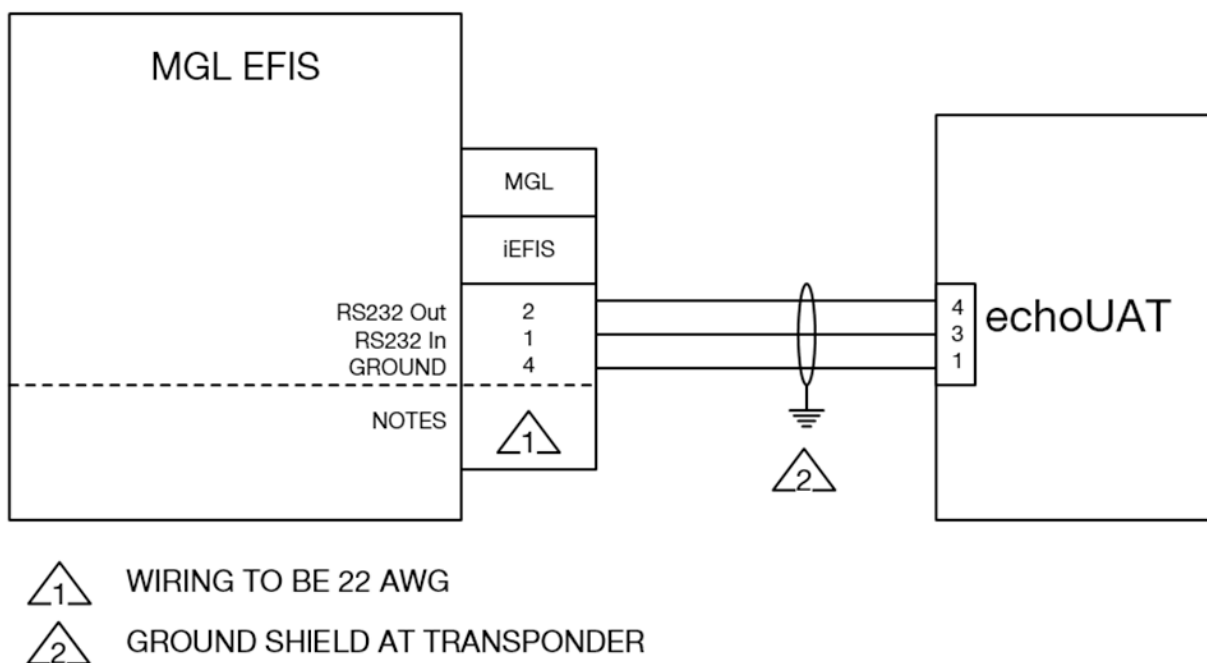 MGL EFIS
MGL
iEFIS
RS232 Out 2 4
RS232 In 1 3
GROUND 4 1
echoUAT
NOTES 1
2
1 WIRING TO BE 22 AWG
2 GROUND SHIELD AT TRANSPONDER